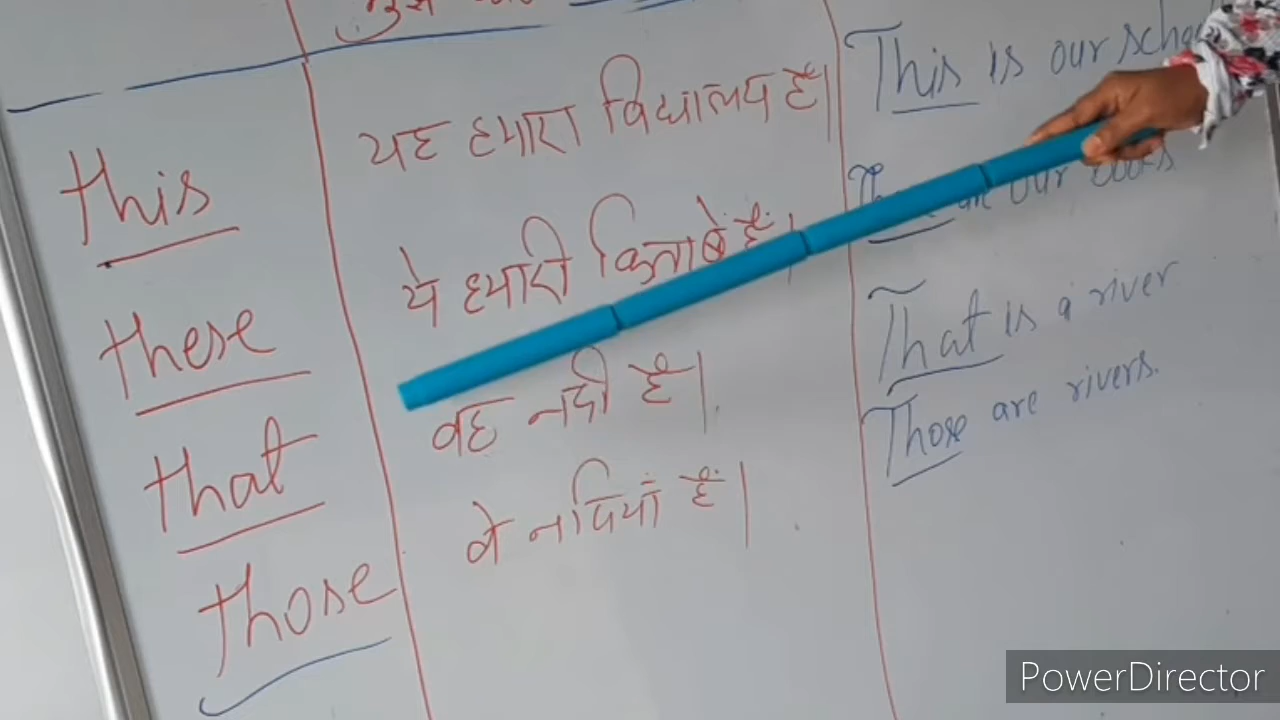 this
यह हमारा विद्यालय है।
This is our
these
ये हमारी किताबें हैं।
our books
that
वह नदी है।
That is a river
those
वे नदियाँ हैं।
Those are rivers.
PowerDirector